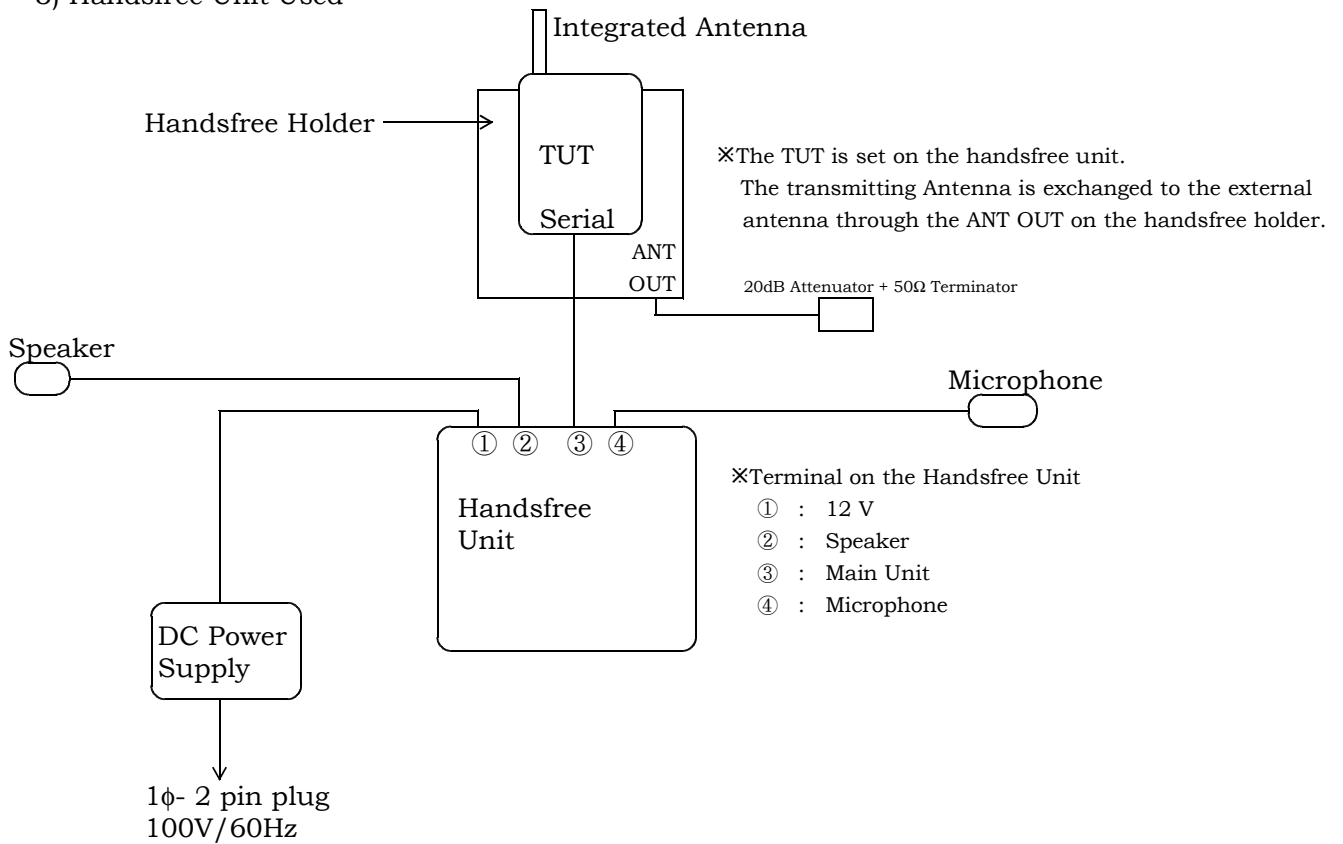 Handsfree Unit Used
Integrated Antenna
Handsfree Holder
TUT
Serial
ANT
OUT
※The TUT is set on the handsfree unit.
The transmitting Antenna is exchanged to the external
antenna through the ANT OUT on the handsfree holder.
20dB Attenuator + 50Ω Terminator
Speaker
Microphone
① ② ③ ④
Handsfree
Unit
※Terminal on the Handsfree Unit
① : 12 V
② : Speaker
③ : Main Unit
④ : Microphone
DC Power
Supply
1ϕ- 2 pin plug
100V/60Hz